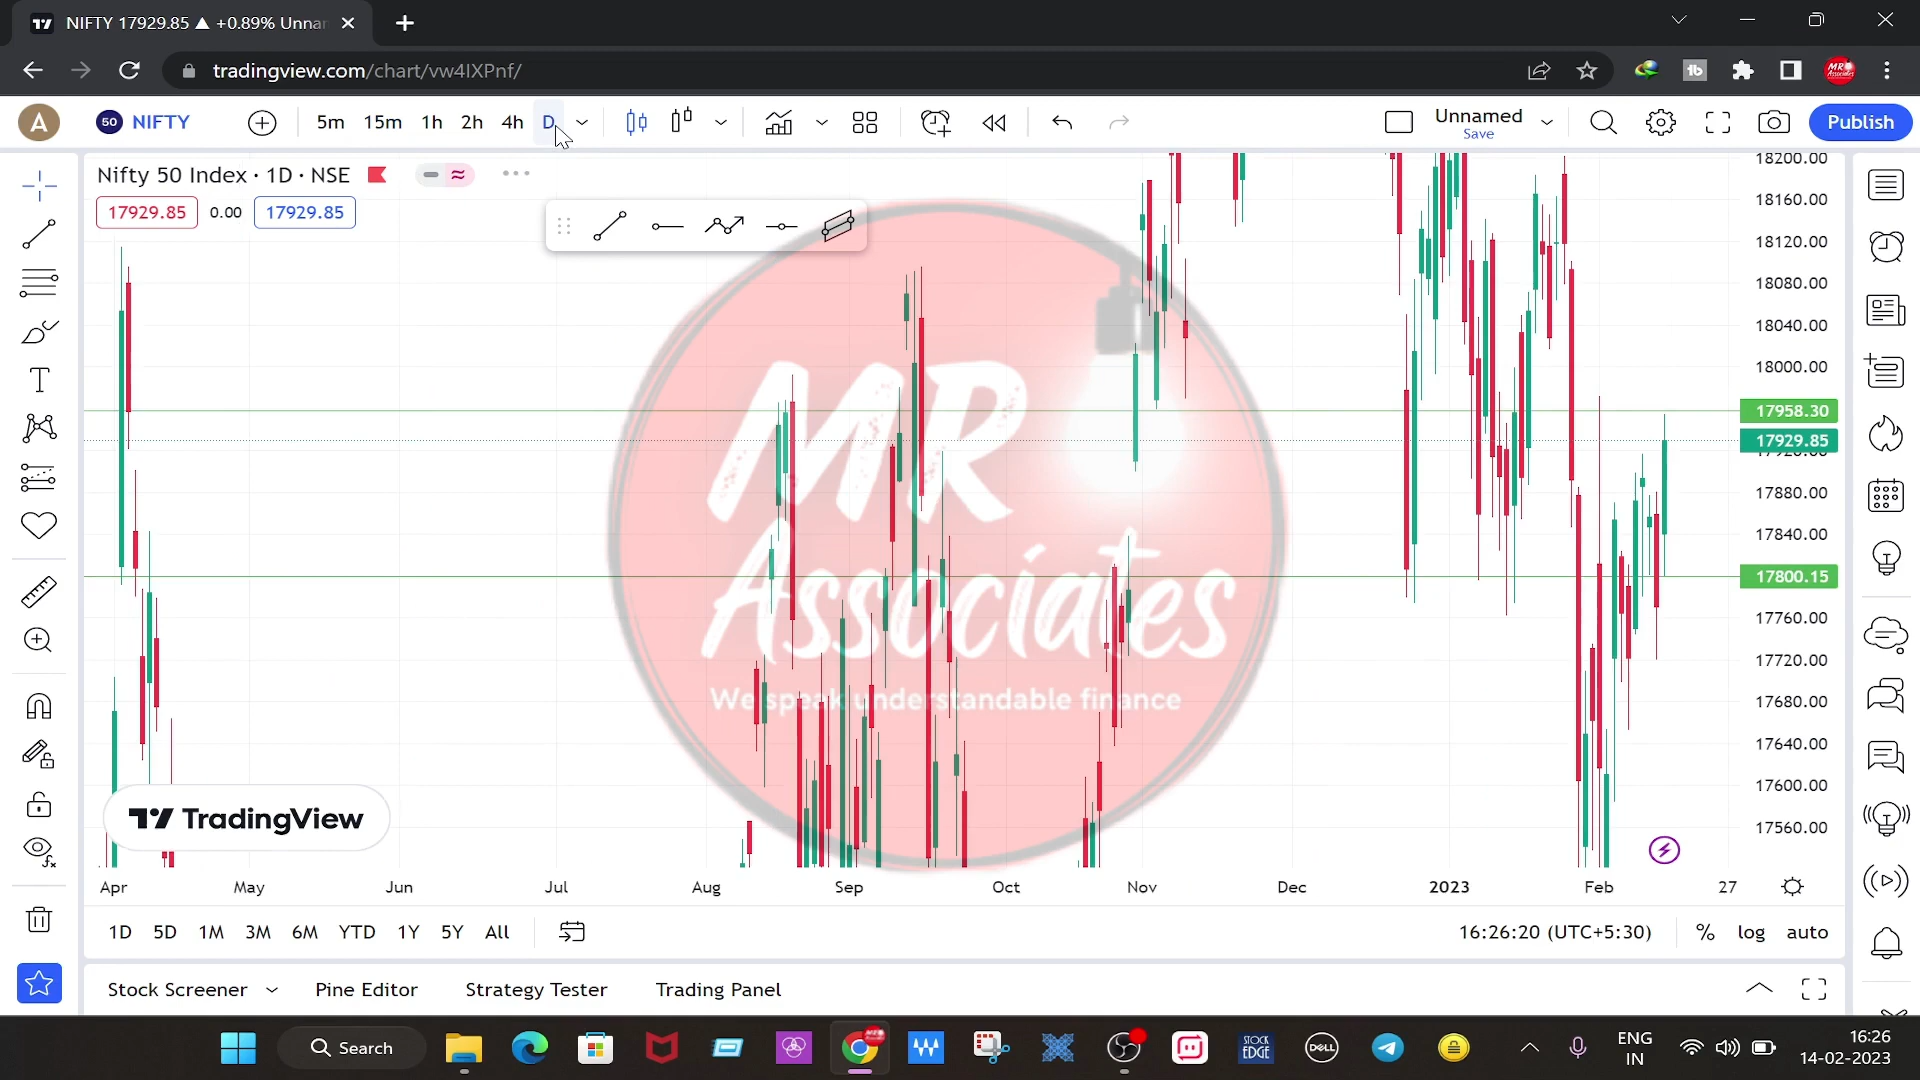 NIFTY 17929.85 ▲ +0.89% Unnar
tradingview.com/chart/vw4IXPnf/
A
50 NIFTY
5m 15m 1h 2h 4h D
Unnamed
Save
Publish
Nifty 50 Index · 1D · NSE
17929.85 0.00 17929.85
18200.00
18160.00
18120.00
18080.00
18040.00
18000.00
17958.30
17929.85
17880.00
17840.00
17800.15
17760.00
17720.00
17680.00
17640.00
17600.00
17560.00
MR
Associates
We speak understandable finance
TradingView
Apr May Jun Jul Aug Sep Oct Nov Dec 2023 Feb 27
1D 5D 1M 3M 6M YTD 1Y 5Y All
16:26:20 (UTC+5:30) % log auto
Stock Screener Pine Editor Strategy Tester Trading Panel
Search
STOCK
EDGE
DELL
ENG
IN
16:26
14-02-2023